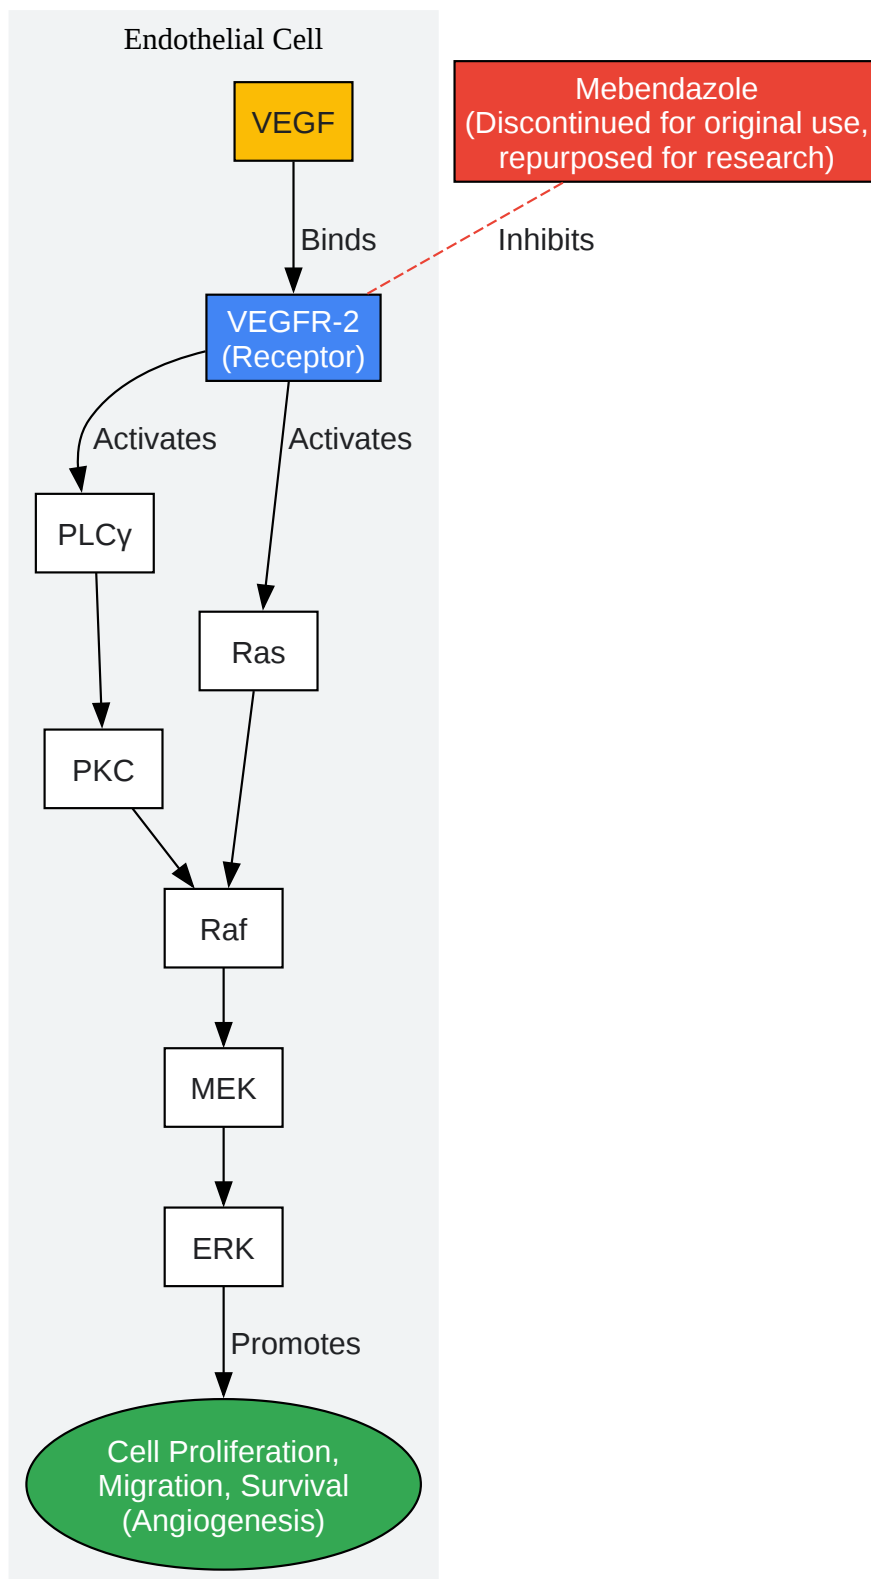 Endothelial Cell
VEGF
Mebendazole
(Discontinued for original use,
repurposed for research)
Binds
Inhibits
VEGFR-2
(Receptor)
Activates
Activates
PLCγ
Ras
PKC
Raf
MEK
ERK
Promotes
Cell Proliferation,
Migration, Survival
(Angiogenesis)